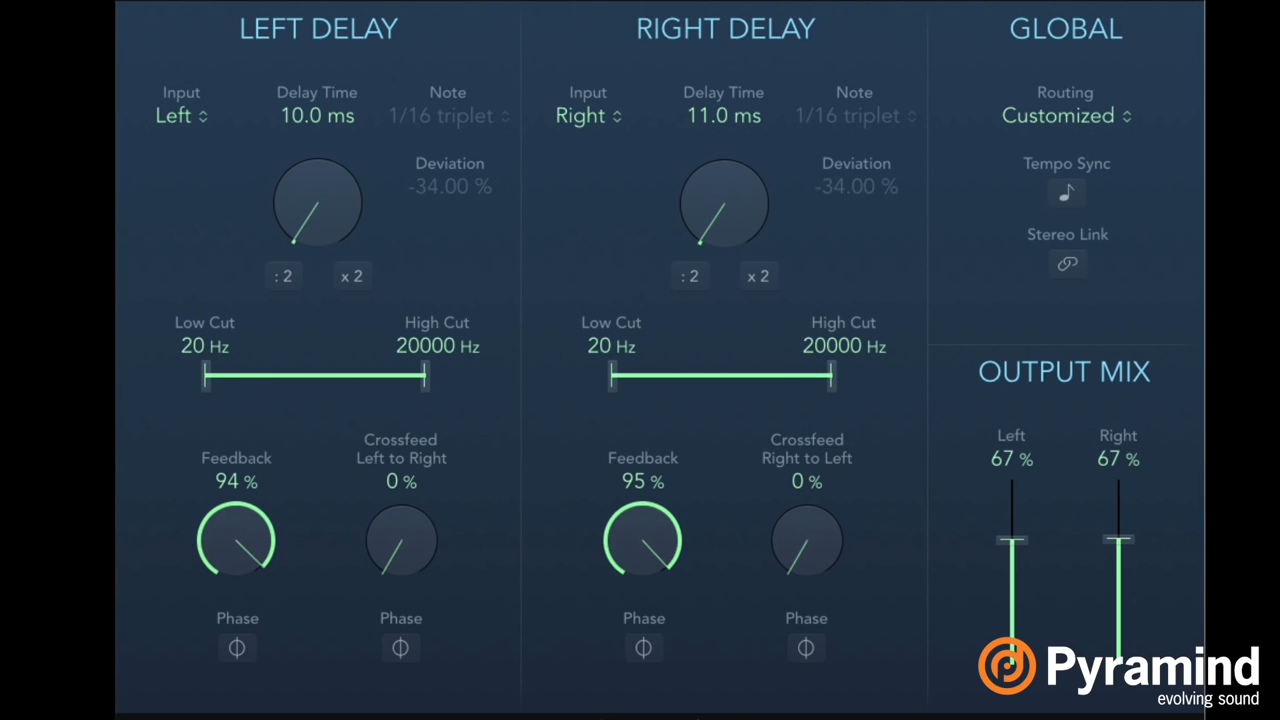 LEFT DELAY
Input
Delay Time
Note
Left
10.0 ms
1/16 triplet
Deviation
-34.00 %
: 2
x 2
Low Cut
High Cut
20 Hz
20000 Hz
Feedback
94 %
Crossfeed
Left to Right
0 %
Phase
Phase
RIGHT DELAY
Input
Delay Time
Note
Right
11.0 ms
1/16 triplet
Deviation
-34.00 %
: 2
x 2
Low Cut
High Cut
20 Hz
20000 Hz
Feedback
95 %
Crossfeed
Right to Left
0 %
Phase
Phase
GLOBAL
Routing
Customized
Tempo Sync
Stereo Link
OUTPUT MIX
Left
Right
67 %
67 %
Pyramind
evolving sound